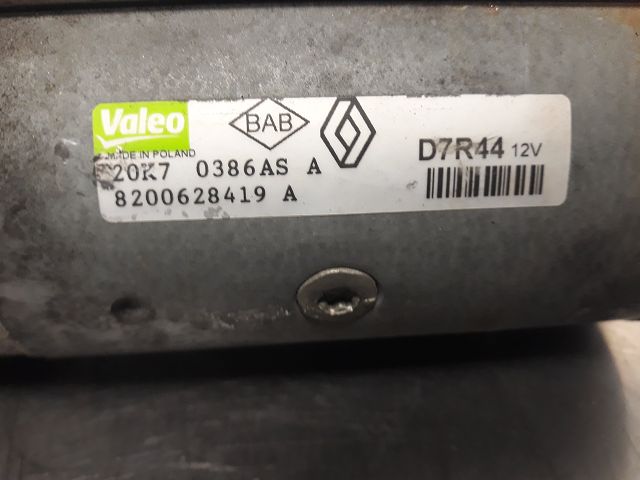 Valeo
BAB
MADE IN POLAND
D7R44 12V
20K7 0386AS A
8200628419 A